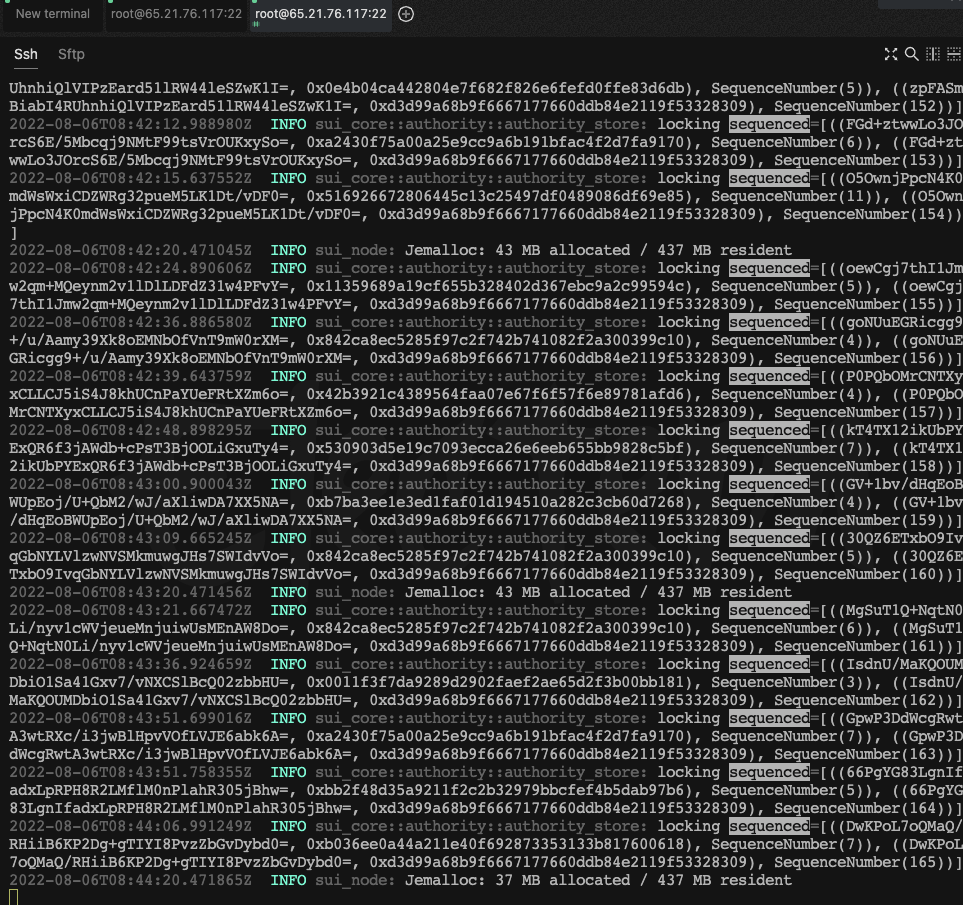 New terminal root@65.21.76.117:22 root@65.21.76.117:22
Ssh Sftp
UhnhiQlVIPzEard51lRW44leSZwK1I=, 0x0e4b04ca442804e7f682f826e6fefd0ffe83d6db), SequenceNumber(5)), ((zpFASm
BiabI4RUhnhiQlVIPzEard51lRW44leSZwK1I=, 0xd3d99a68b9f6667177660ddb84e2119f53328309), SequenceNumber(152))]
2022-08-06T08:42:12.988980Z INFO sui_core::authority::authority_store: locking sequenced=[((FGd+ztwwLo3JO
rcS6E/5Mbcqj9NMtF99tsVrOUKxySo=, 0xa2430f75a00a25e9cc9a6b191bfac4f2d7fa9170), SequenceNumber(6)), ((FGd+zt
wwLo3JOrcS6E/5Mbcqj9NMtF99tsVrOUKxySo=, 0xd3d99a68b9f6667177660ddb84e2119f53328309), SequenceNumber(153))]
2022-08-06T08:42:15.637552Z INFO sui_core::authority::authority_store: locking sequenced=[((O5OwnjPpcN4K0
mdWsWxiCDZWRg32pueM5LK1Dt/vDF0=, 0x516926672806445c13c25497df0489086df69e85), SequenceNumber(11)), ((O5Own
jPpcN4K0mdWsWxiCDZWRg32pueM5LK1Dt/vDF0=, 0xd3d99a68b9f6667177660ddb84e2119f53328309), SequenceNumber(154))
]
2022-08-06T08:42:20.471045Z INFO sui_node: Jemalloc: 43 MB allocated / 437 MB resident
2022-08-06T08:42:24.890606Z INFO sui_core::authority::authority_store: locking sequenced=[((oewCgj7thI1Jm
w2qm+MQeynm2v1lDlLDFdZ31w4PFvY=, 0x11359689a19cf655b328402d367ebc9a2c99594c), SequenceNumber(5)), ((oewCgj
7thI1Jmw2qm+MQeynm2v1lDlLDFdZ31w4PFvY=, 0xd3d99a68b9f6667177660ddb84e2119f53328309), SequenceNumber(155))]
2022-08-06T08:42:36.886580Z INFO sui_core::authority::authority_store: locking sequenced=[((goNUuEGRicgg9
+/u/Aamy39Xk8oEMNbOfVnT9mW0rXM=, 0x842ca8ec5285f97c2f742b741082f2a300399c10), SequenceNumber(4)), ((goNUuE
GRicgg9+/u/Aamy39Xk8oEMNbOfVnT9mW0rXM=, 0xd3d99a68b9f6667177660ddb84e2119f53328309), SequenceNumber(156))]
2022-08-06T08:42:39.643759Z INFO sui_core::authority::authority_store: locking sequenced=[((P0PQbOMrCNTXy
xCLLCJ5iS4J8khUCnPaYUeFRtXZm6o=, 0x42b3921c4389564faa07e67f6f57f6e89781afd6), SequenceNumber(4)), ((P0PQbO
MrCNTXyxCLLCJ5iS4J8khUCnPaYUeFRtXZm6o=, 0xd3d99a68b9f6667177660ddb84e2119f53328309), SequenceNumber(157))]
2022-08-06T08:42:48.898295Z INFO sui_core::authority::authority_store: locking sequenced=[((kT4TX12ikUbPY
ExQR6f3jAWdb+cPsT3BjOOLiGxuTy4=, 0x530903d5e19c7093ecca26e6eeb655bb9828c5bf), SequenceNumber(7)), ((kT4TX1
2ikUbPYExQR6f3jAWdb+cPsT3BjOOLiGxuTy4=, 0xd3d99a68b9f6667177660ddb84e2119f53328309), SequenceNumber(158))]
2022-08-06T08:43:00.900043Z INFO sui_core::authority::authority_store: locking sequenced=[((GV+1bv/dHqEoB
WUpEoj/U+QbM2/wJ/aXliwDA7XX5NA=, 0xb7ba3ee1e3ed1faf01d194510a282c3cb60d7268), SequenceNumber(4)), ((GV+1bv
/dHqEoBWUpEoj/U+QbM2/wJ/aXliwDA7XX5NA=, 0xd3d99a68b9f6667177660ddb84e2119f53328309), SequenceNumber(159))]
2022-08-06T08:43:09.665245Z INFO sui_core::authority::authority_store: locking sequenced=[((30QZ6ETxbO9Iv
qGbNYLVlzwNVSMkmuwgJHs7SWIdvVo=, 0x842ca8ec5285f97c2f742b741082f2a300399c10), SequenceNumber(5)), ((30QZ6E
TxbO9IvqGbNYLVlzwNVSMkmuwgJHs7SWIdvVo=, 0xd3d99a68b9f6667177660ddb84e2119f53328309), SequenceNumber(160))]
2022-08-06T08:43:20.471456Z INFO sui_node: Jemalloc: 43 MB allocated / 437 MB resident
2022-08-06T08:43:21.667472Z INFO sui_core::authority::authority_store: locking sequenced=[((MgSuT1Q+NqtN0
Li/nyv1cWVjeueMnjuiwUsMEnAW8Do=, 0x842ca8ec5285f97c2f742b741082f2a300399c10), SequenceNumber(6)), ((MgSuT1
Q+NqtN0Li/nyv1cWVjeueMnjuiwUsMEnAW8Do=, 0xd3d99a68b9f6667177660ddb84e2119f53328309), SequenceNumber(161))]
2022-08-06T08:43:36.924659Z INFO sui_core::authority::authority_store: locking sequenced=[((IsdnU/MaKQOUM
DbiO1Sa41Gxv7/vNXCSlBcQ02zbbHU=, 0x0011f3f7da9289d2902faef2ae65d2f3b00bb181), SequenceNumber(3)), ((IsdnU/
MaKQOUMDbiO1Sa41Gxv7/vNXCSlBcQ02zbbHU=, 0xd3d99a68b9f6667177660ddb84e2119f53328309), SequenceNumber(162))]
2022-08-06T08:43:51.699016Z INFO sui_core::authority::authority_store: locking sequenced=[((GpwP3DdWcgRwt
A3wtRXc/i3jwBlHpvVOfLVJE6abk6A=, 0xa2430f75a00a25e9cc9a6b191bfac4f2d7fa9170), SequenceNumber(7)), ((GpwP3D
dWcgRwtA3wtRXc/i3jwBlHpvVOfLVJE6abk6A=, 0xd3d99a68b9f6667177660ddb84e2119f53328309), SequenceNumber(163))]
2022-08-06T08:43:51.758355Z INFO sui_core::authority::authority_store: locking sequenced=[((66PgYG83LgnIf
adxLpRPH8R2LMflM0nPlahR305jBhw=, 0xbb2f48d35a9211f2c2b32979bbcfef4b5dab97b6), SequenceNumber(5)), ((66PgYG
83LgnIfadxLpRPH8R2LMflM0nPlahR305jBhw=, 0xd3d99a68b9f6667177660ddb84e2119f53328309), SequenceNumber(164))]
2022-08-06T08:44:06.991249Z INFO sui_core::authority::authority_store: locking sequenced=[((DwKPoL7oQMaQ/
RHiiB6KP2Dg+gTIYI8PvzZbGvDybd0=, 0xb036ee0a44a211e40f692873353133b817600618), SequenceNumber(7)), ((DwKPoL
7oQMaQ/RHiiB6KP2Dg+gTIYI8PvzZbGvDybd0=, 0xd3d99a68b9f6667177660ddb84e2119f53328309), SequenceNumber(165))]
2022-08-06T08:44:20.471865Z INFO sui_node: Jemalloc: 37 MB allocated / 437 MB resident